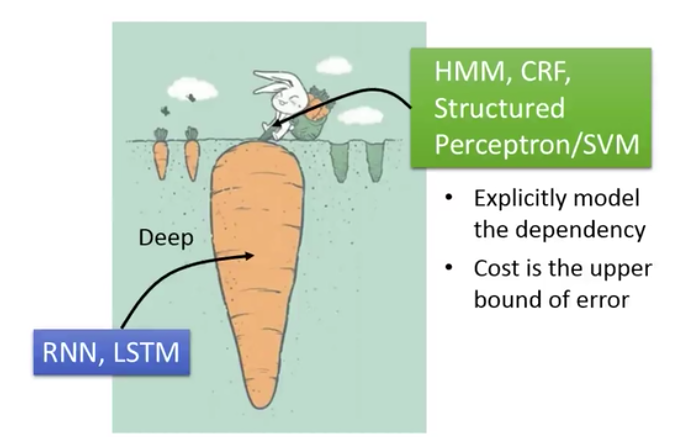 HMM, CRF,
Structured
Perceptron/SVM
• Explicitly model
the dependency
• Cost is the upper
bound of error
Deep
RNN, LSTM